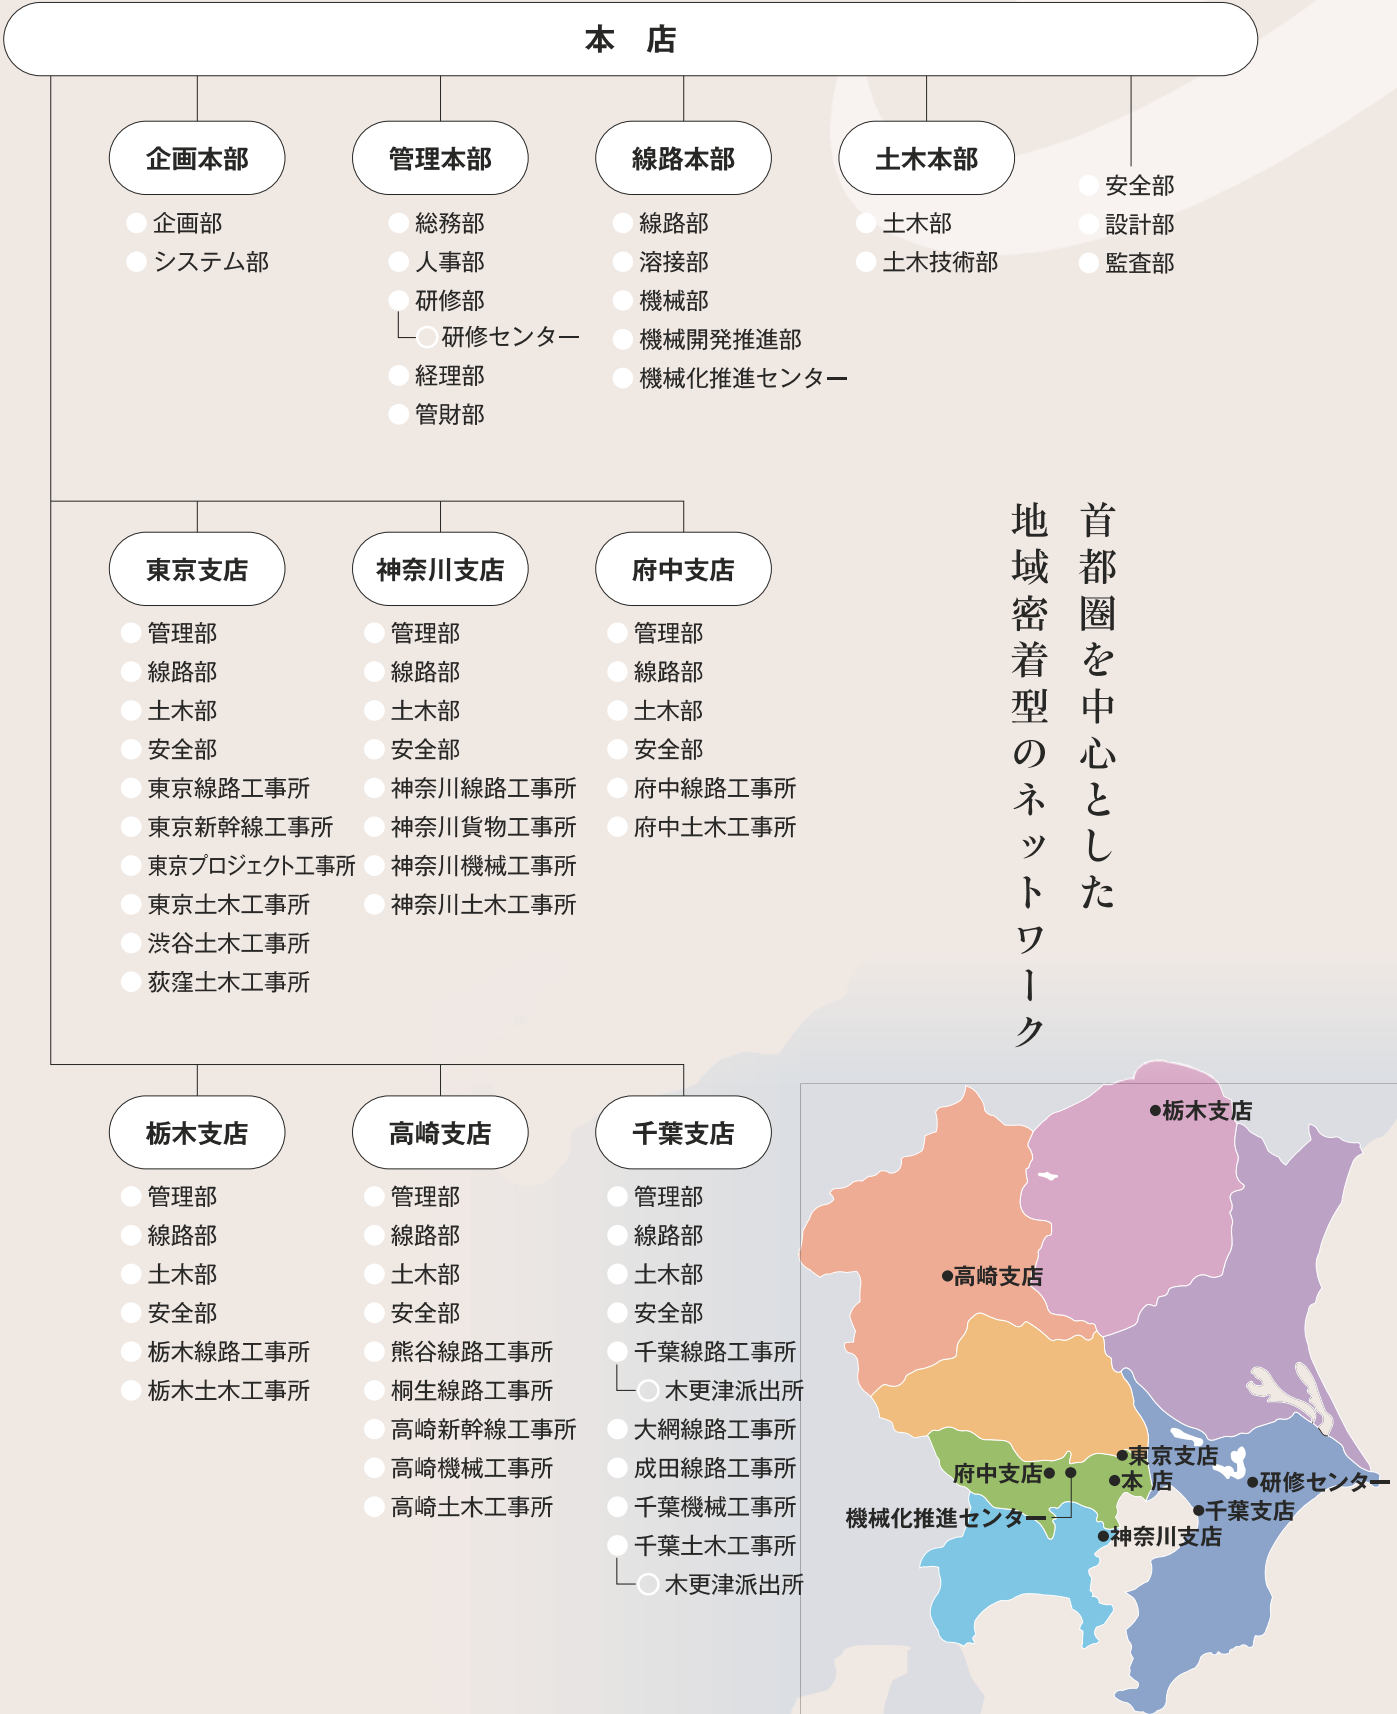 本　店
企画本部
企画部
システム部
管理本部
総務部
人事部
研修部
研修センター
経理部
管財部
線路本部
線路部
溶接部
機械部
機械開発推進部
機械化推進センター
土木本部
土木部
土木技術部
安全部
設計部
監査部
東京支店
管理部
線路部
土木部
安全部
東京線路工事所
東京新幹線工事所
東京プロジェクト工事所
東京土木工事所
渋谷土木工事所
荻窪土木工事所
神奈川支店
管理部
線路部
土木部
安全部
神奈川線路工事所
神奈川貨物工事所
神奈川機械工事所
神奈川土木工事所
府中支店
管理部
線路部
土木部
安全部
府中線路工事所
府中土木工事所
首都圏を中心とした
地域密着型のネットワーク
栃木支店
管理部
線路部
土木部
安全部
栃木線路工事所
栃木土木工事所
高崎支店
管理部
線路部
土木部
安全部
熊谷線路工事所
桐生線路工事所
高崎新幹線工事所
高崎機械工事所
高崎土木工事所
千葉支店
管理部
線路部
土木部
安全部
千葉線路工事所
木更津派出所
大網線路工事所
成田線路工事所
千葉機械工事所
千葉土木工事所
木更津派出所
栃木支店
高崎支店
東京支店
府中支店
本 店
研修センター
千葉支店
機械化推進センター
神奈川支店